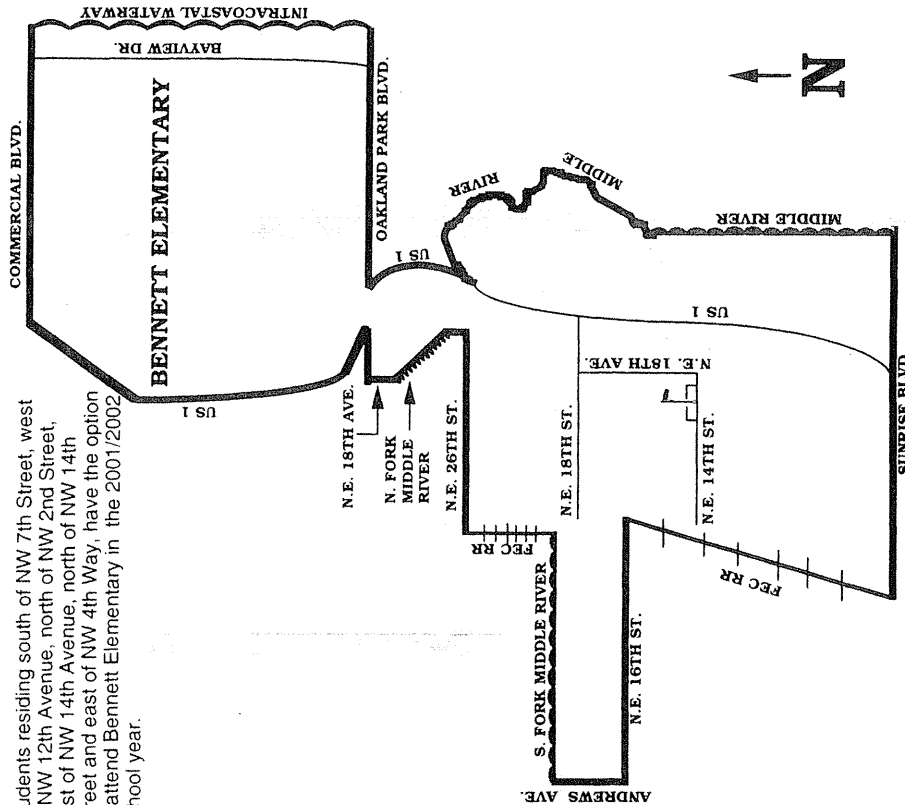 INTRACOASTAL WATERWAY
BAYVIEW DR.
COMMERCIAL BLVD.
BENNETT ELEMENTARY
OAKLAND PARK BLVD.
US 1
N
RIVER
MIDDLE
MIDDLE RIVER
US 1
US 1
N.E. 18TH AVE.
N. FORK
MIDDLE
RIVER
N.E. 26TH ST.
N.E. 18TH ST.
N.E. 18TH AVE.
N.E. 14TH ST.
SUNRISE BLVD.
FEC RR
FEC RR
S. FORK MIDDLE RIVER
N.E. 16TH ST.
ANDREWS AVE.
udents residing south of NW 7th Street, west
NW 12th Avenue, north of NW 2nd Street,
st of NW 14th Avenue, north of NW 14th
reet and east of NW 4th Way, have the option
attend Bennett Elementary in the 2001/2002
hool year.